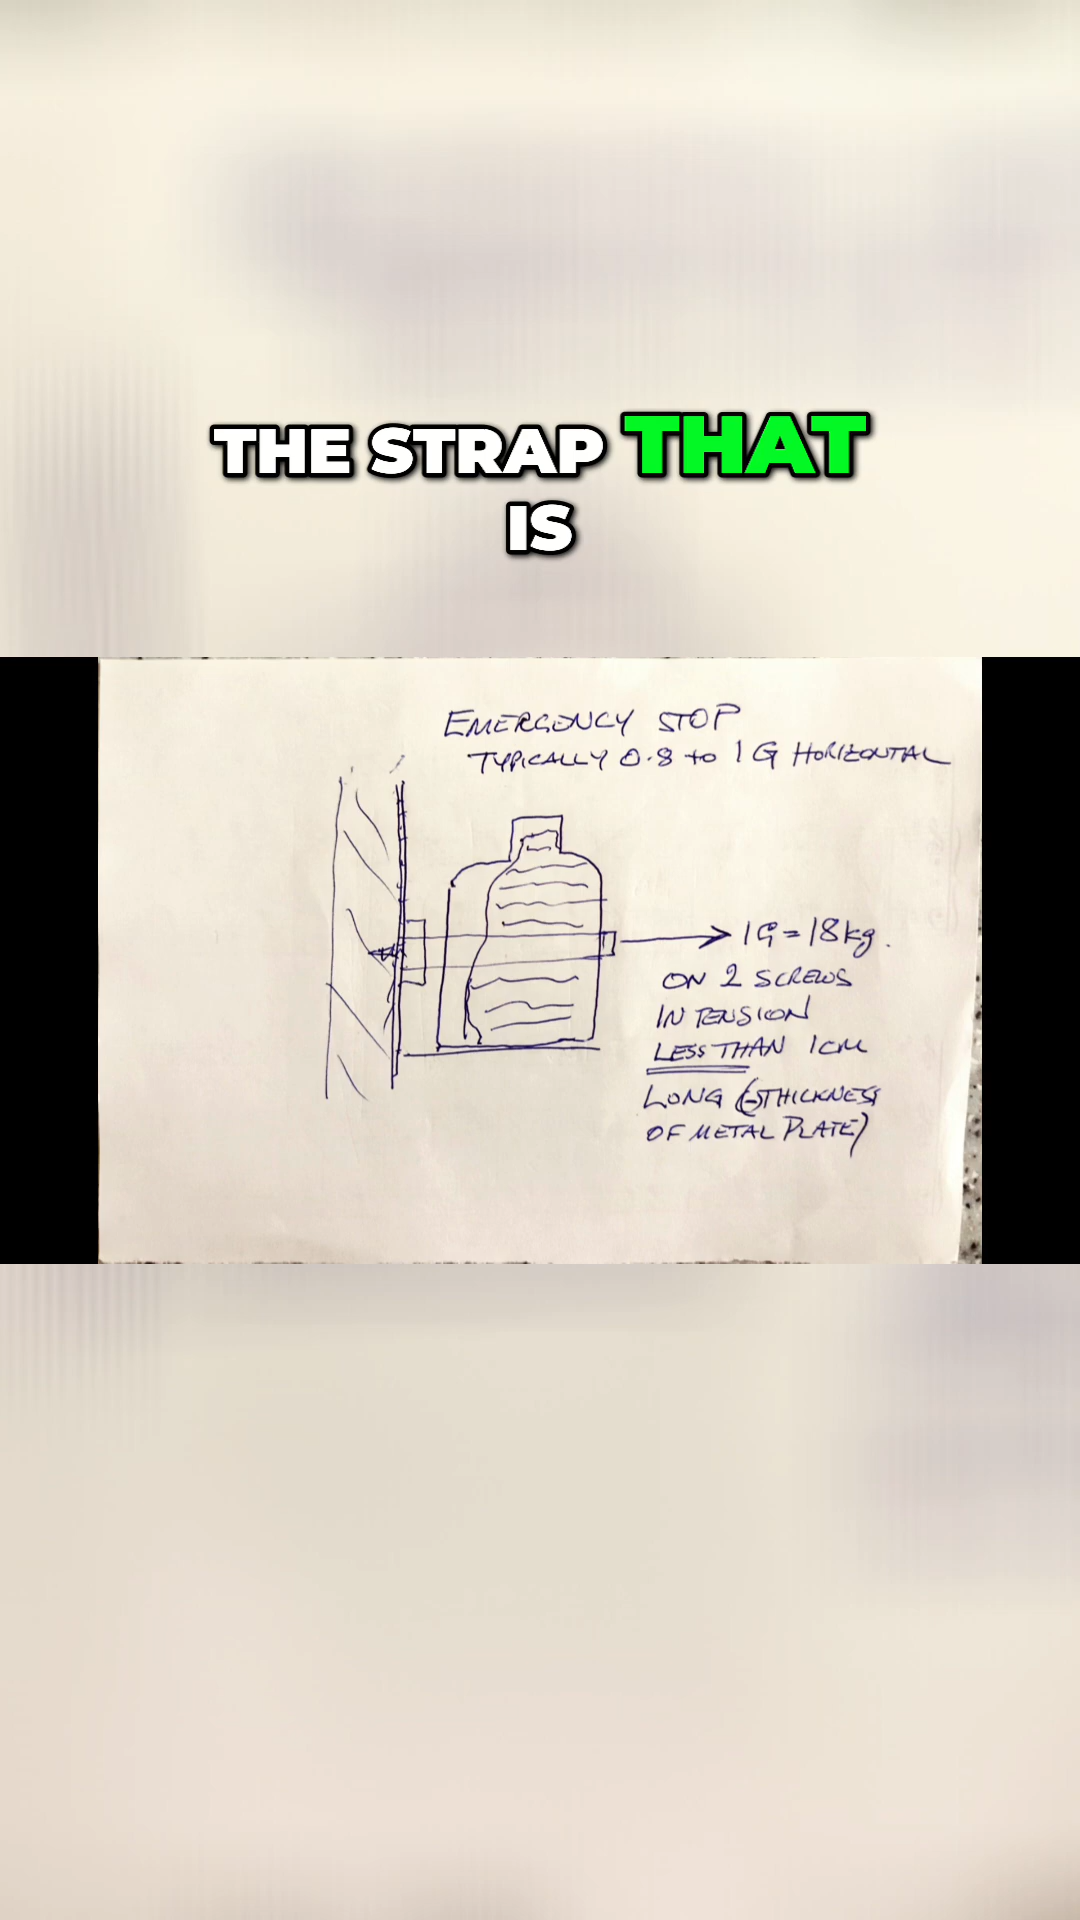 THE STRAP THAT
IS
EMERGENCY STOP
TYPICALLY 0.8 to 1G HORIZONTAL
1G = 18kg.
ON 2 SCREWS
IN TENSION
LESS THAN 1CM
LONG (-THICKNESS
OF METAL PLATE)